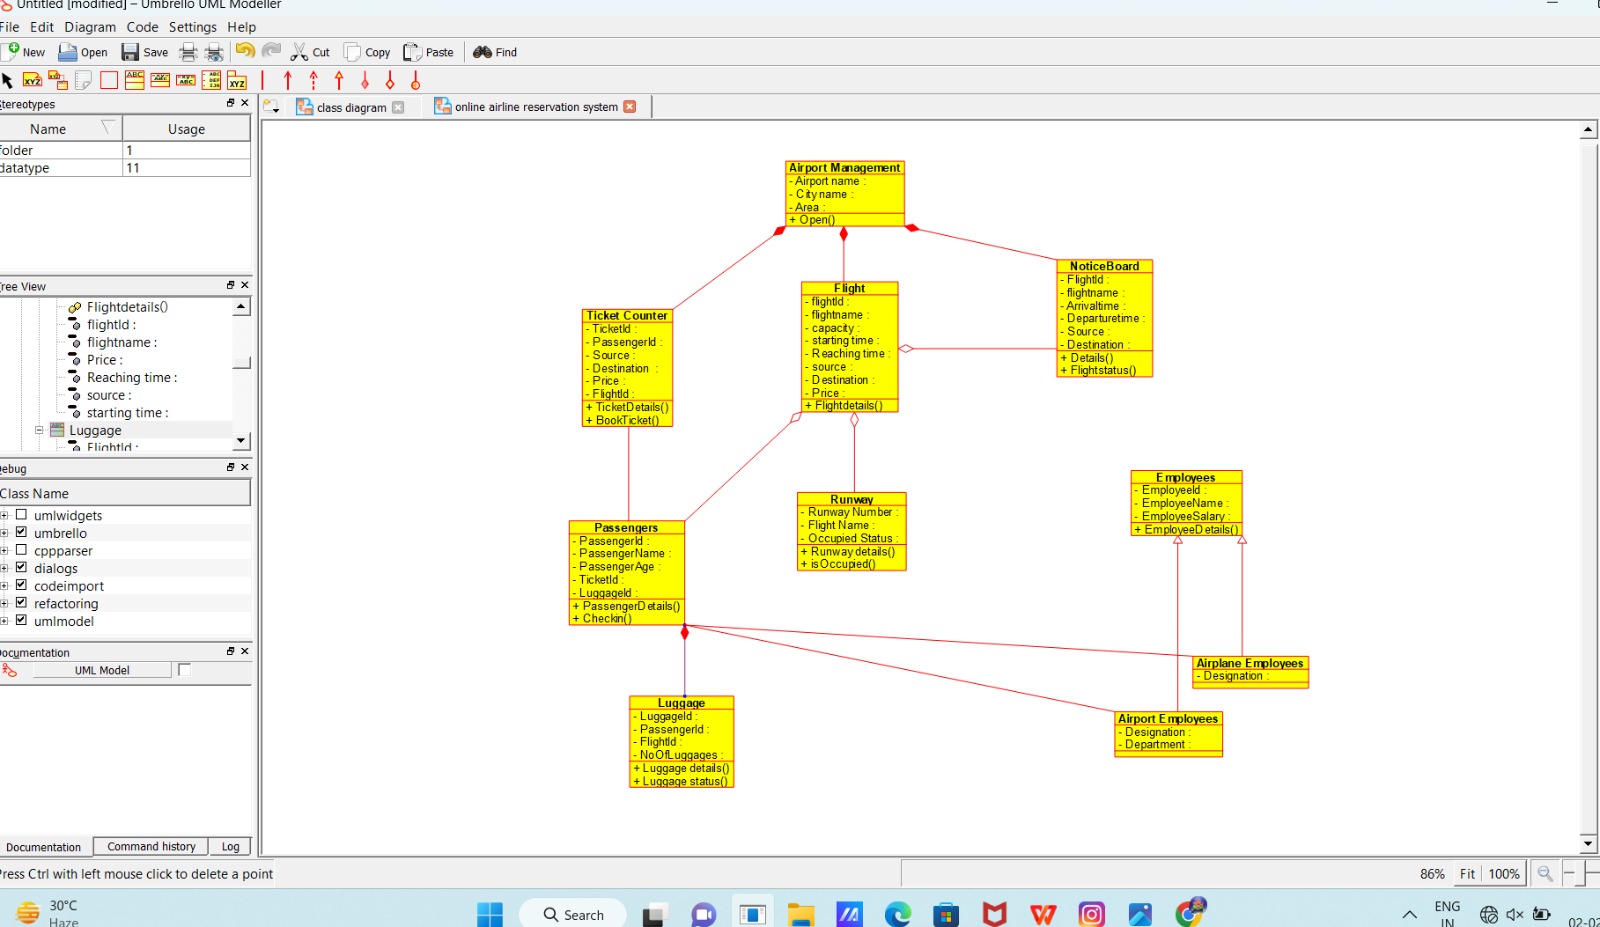 Untitled [modified] – Umbrello UML Modeller
File Edit Diagram Code Settings Help
New Open Save Cut Copy Paste Find
Stereotypes
Name Usage
folder 1
datatype 11
class diagram online airline reservation system
Tree View
Flightdetails()
flightId :
flightname :
Price :
Reaching time :
source :
starting time :
Luggage
FlightId :
Debug
Class Name
umlwidgets
umbrello
cppparser
dialogs
codeimport
refactoring
umlmodel
Documentation
UML Model
Documentation Command history Log
Airport Management
- Airport name :
- City name :
- Area :
+ Open()
Ticket Counter
- TicketId :
- PassengerId :
- Source :
- Destination :
- Price :
- FlightId :
+ TicketDetails()
+ BookTicket()
Flight
- flightId :
- flightname :
- capacity :
- starting time :
- Reaching time :
- source :
- Destination :
- Price :
+ Flightdetails()
NoticeBoard
- FlightId :
- flightname :
- Arrivaltime :
- Departuretime :
- Source :
- Destination :
+ Details()
+ Flightstatus()
Passengers
- PassengerId :
- PassengerName :
- PassengerAge :
- TicketId :
- LuggageId :
+ PassengerDetails()
+ Checkin()
Runway
- Runway Number :
- Flight Name :
- Occupied Status :
+ Runway details()
+ isOccupied()
Employees
- EmployeeId :
- EmployeeName :
- EmployeeSalary :
+ EmployeeDetails()
Airplane Employees
- Designation :
Airport Employees
- Designation :
- Department :
Luggage
- LuggageId :
- PassengerId :
- FlightId :
- NoOfLuggages :
+ Luggage details()
+ Luggage status()
Press Ctrl with left mouse click to delete a point
86% Fit 100%
30°C
Haze
Search
ENG
IN
02-02